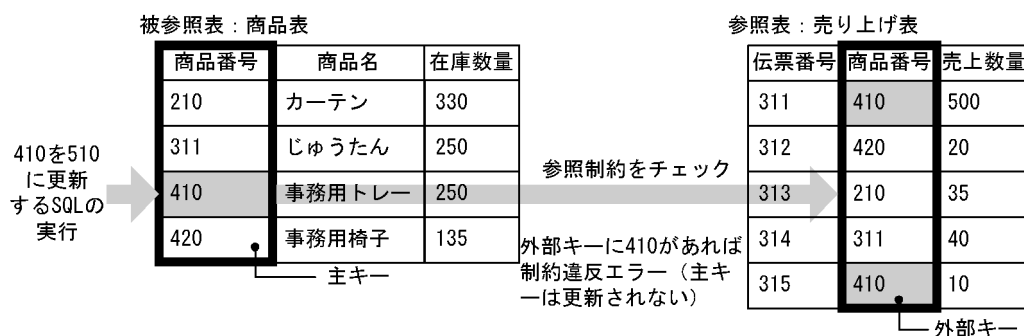 被参照表：商品表
参照表：売り上げ表
商品番号 商品名 在庫数量
210 カーテン 330
311 じゅうたん 250
410 事務用トレー 250
420 事務用椅子 135
主キー
410を510
に更新
するSQLの
実行
参照制約をチェック
外部キーに410があれば
制約違反エラー（主キ
ーは更新されない）
伝票番号 商品番号 売上数量
311 410 500
312 420 20
313 210 35
314 311 40
315 410 10
外部キー